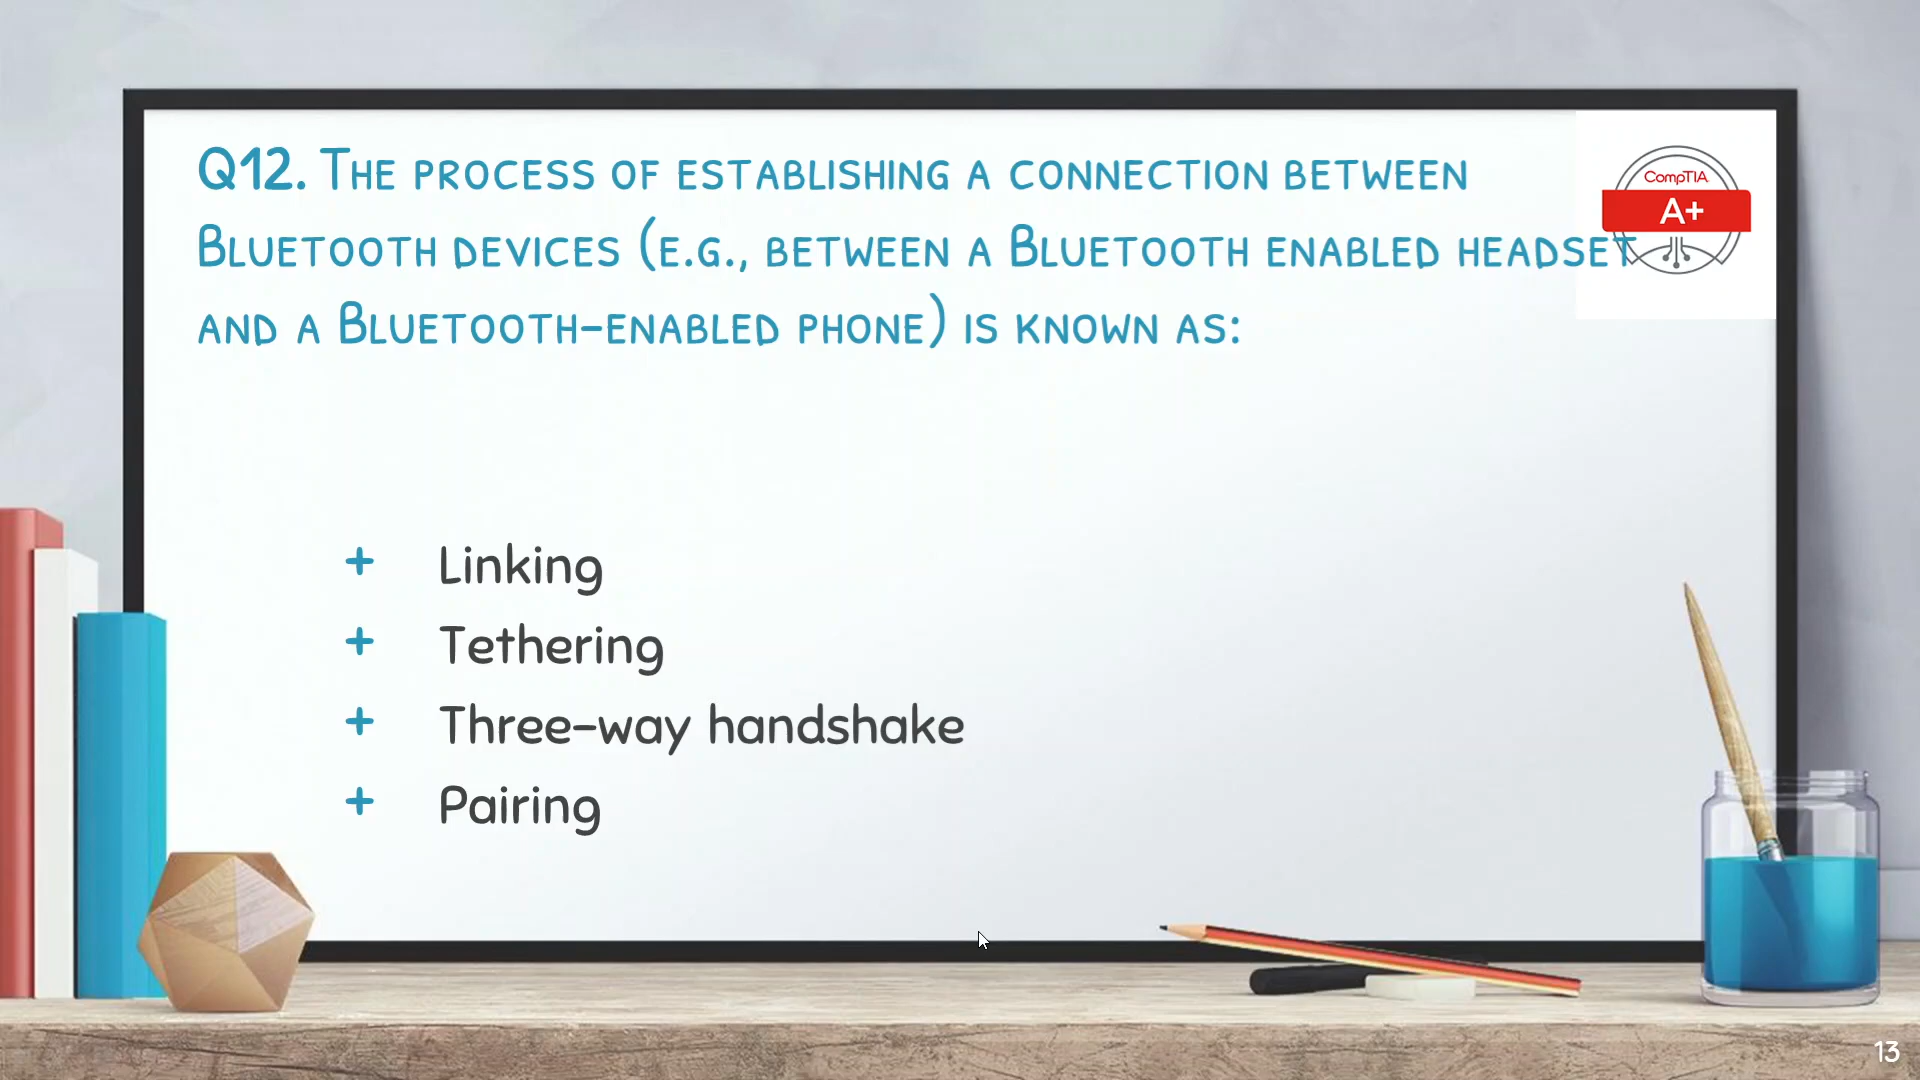 Q12. The process of establishing a connection between
Bluetooth devices (e.g., between a Bluetooth enabled headset
and a Bluetooth-enabled phone) is known as:
CompTIA
A+
+ Linking
+ Tethering
+ Three-way handshake
+ Pairing
13